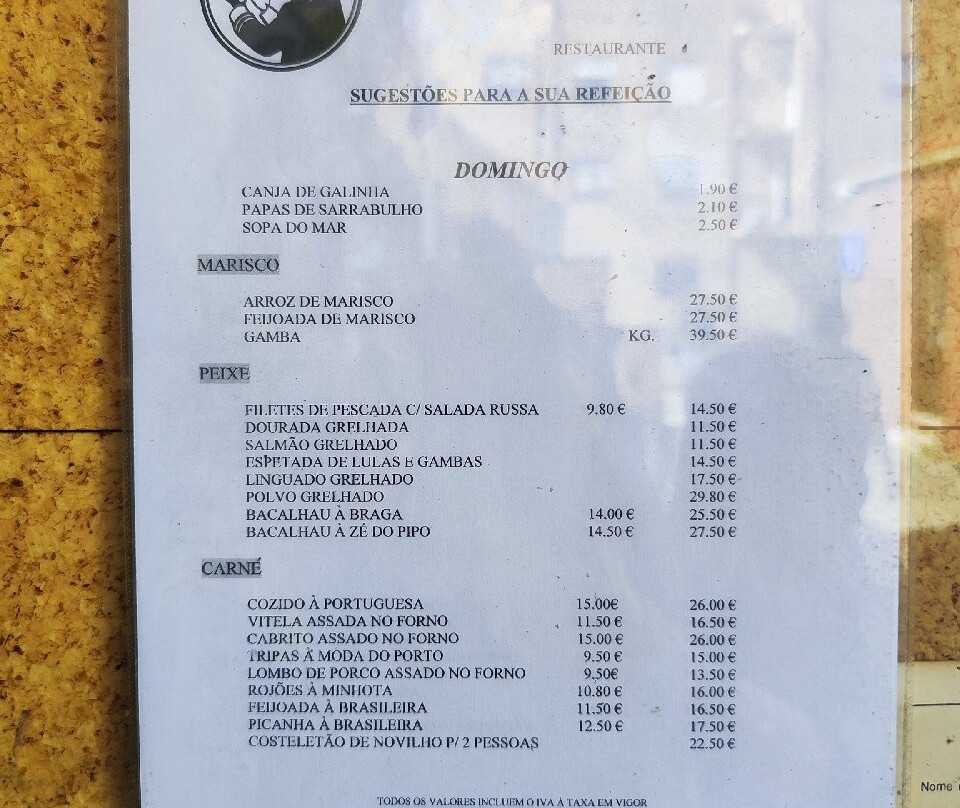 RESTAURANTE
SUGESTÕES PARA A SUA REFEIÇÃO
DOMINGO
CANJA DE GALINHA 1.90 €
PAPAS DE SARRABULHO 2.10 €
SOPA DO MAR 2.50 €
MARISCO
ARROZ DE MARISCO 27.50 €
FEIJOADA DE MARISCO 27.50 €
GAMBA KG. 39.50 €
PEIXE
FILETES DE PESCADA C/ SALADA RUSSA 9.80 € 14.50 €
DOURADA GRELHADA 11.50 €
SALMÃO GRELHADO 11.50 €
ESPETADA DE LULAS E GAMBAS 14.50 €
LINGUADO GRELHADO 17.50 €
POLVO GRELHADO 29.80 €
BACALHAU À BRAGA 14.00 € 25.50 €
BACALHAU À ZÉ DO PIPO 14.50 € 27.50 €
CARNE
COZIDO À PORTUGUESA 15.00€ 26.00 €
VITELA ASSADA NO FORNO 11.50 € 16.50 €
CABRITO ASSADO NO FORNO 15.00 € 26.00 €
TRIPAS À MODA DO PORTO 9.50 € 15.00 €
LOMBO DE PORCO ASSADO NO FORNO 9.50€ 13.50 €
ROJÕES À MINHOTA 10.80 € 16.00 €
FEIJOADA À BRASILEIRA 11.50 € 16.50 €
PICANHA À BRASILEIRA 12.50 € 17.50 €
COSTELETÃO DE NOVILHO P/ 2 PESSOAS 22.50 €
TODOS OS VALORES INCLUEM O IVA À TAXA EM VIGOR
Nome